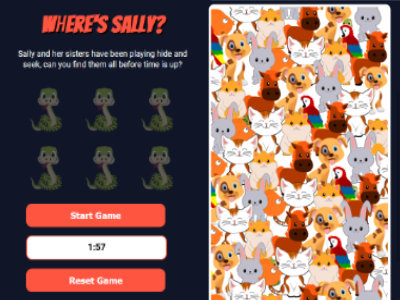 WHERE'S SALLY?
Sally and her sisters have been playing hide and
seek, can you find them all before time is up?
Start Game
1:57
Reset Game